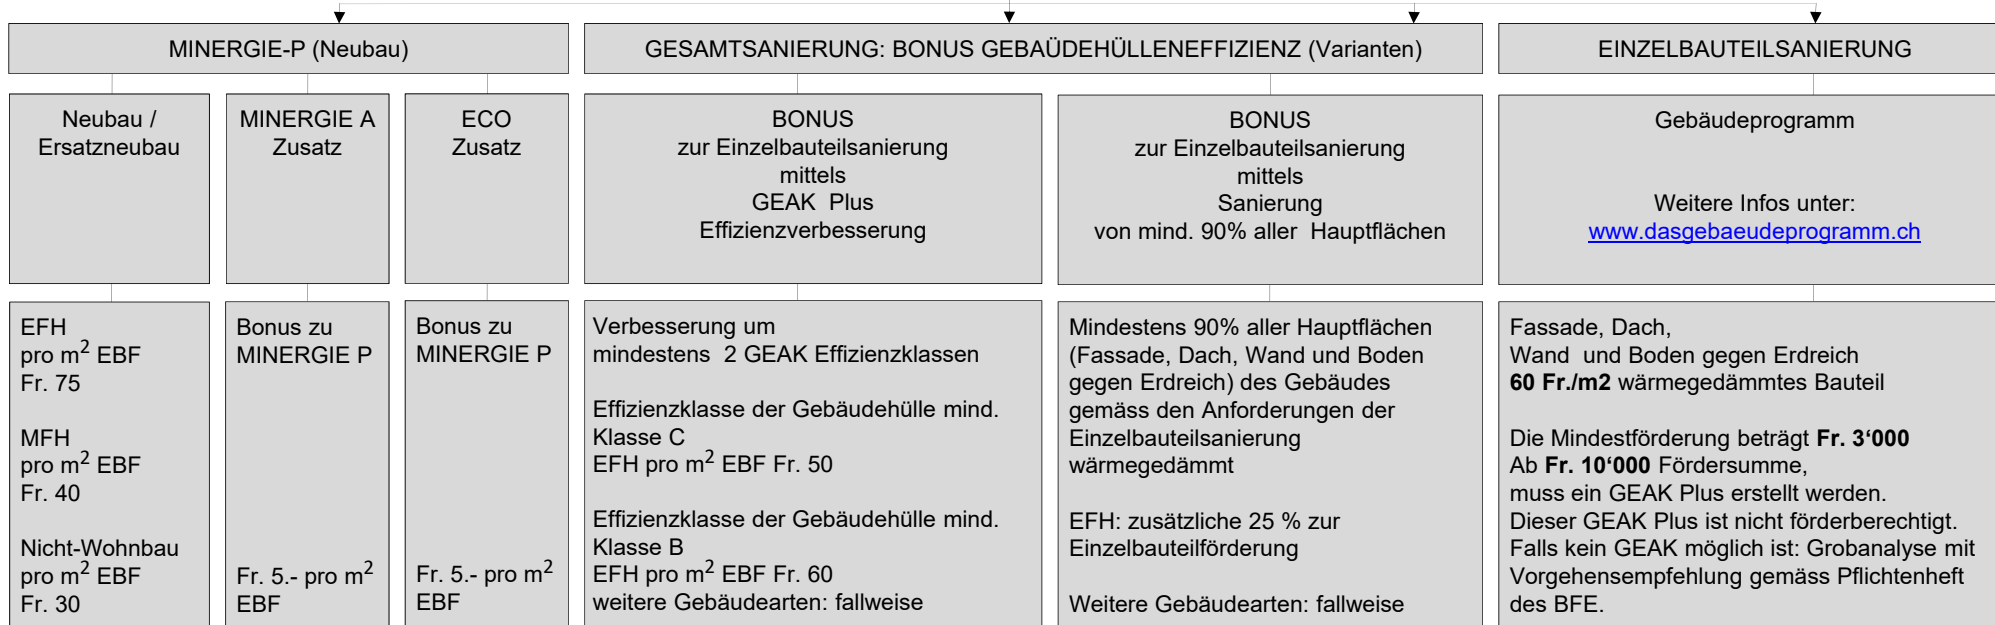 MINERGIE-P (Neubau)
GESAMTSANIERUNG: BONUS GEBAÜDEHÜLLENEFFIZIENZ (Varianten)
EINZELBAUTEILSANIERUNG
Neubau /
Ersatzneubau
MINERGIE A
Zusatz
ECO
Zusatz
BONUS
zur Einzelbauteilsanierung
mittels
GEAK Plus
Effizienzverbesserung
BONUS
zur Einzelbauteilsanierung
mittels
Sanierung
von mind. 90% aller Hauptflächen
Gebäudeprogramm
Weitere Infos unter:
www.dasgebaeudeprogramm.ch
EFH
pro m² EBF
Fr. 75
MFH
pro m² EBF
Fr. 40
Nicht-Wohnbau
pro m² EBF
Fr. 30
Bonus zu
MINERGIE P
Fr. 5.- pro m²
EBF
Bonus zu
MINERGIE P
Fr. 5.- pro m²
EBF
Verbesserung um
mindestens 2 GEAK Effizienzklassen
Effizienzklasse der Gebäudehülle mind.
Klasse C
EFH pro m² EBF Fr. 50
Effizienzklasse der Gebäudehülle mind.
Klasse B
EFH pro m² EBF Fr. 60
weitere Gebäudearten: fallweise
Mindestens 90% aller Hauptflächen
(Fassade, Dach, Wand und Boden
gegen Erdreich) des Gebäudes
gemäss den Anforderungen der
Einzelbauteilsanierung
wärmegedämmt
EFH: zusätzliche 25 % zur
Einzelbauteilförderung
Weitere Gebäudearten: fallweise
Fassade, Dach,
Wand und Boden gegen Erdreich
60 Fr./m2 wärmegedämmtes Bauteil
Die Mindestförderung beträgt Fr. 3‘000
Ab Fr. 10‘000 Fördersumme,
muss ein GEAK Plus erstellt werden.
Dieser GEAK Plus ist nicht förderberechtigt.
Falls kein GEAK möglich ist: Grobanalyse mit
Vorgehensempfehlung gemäss Pflichtenheft
des BFE.